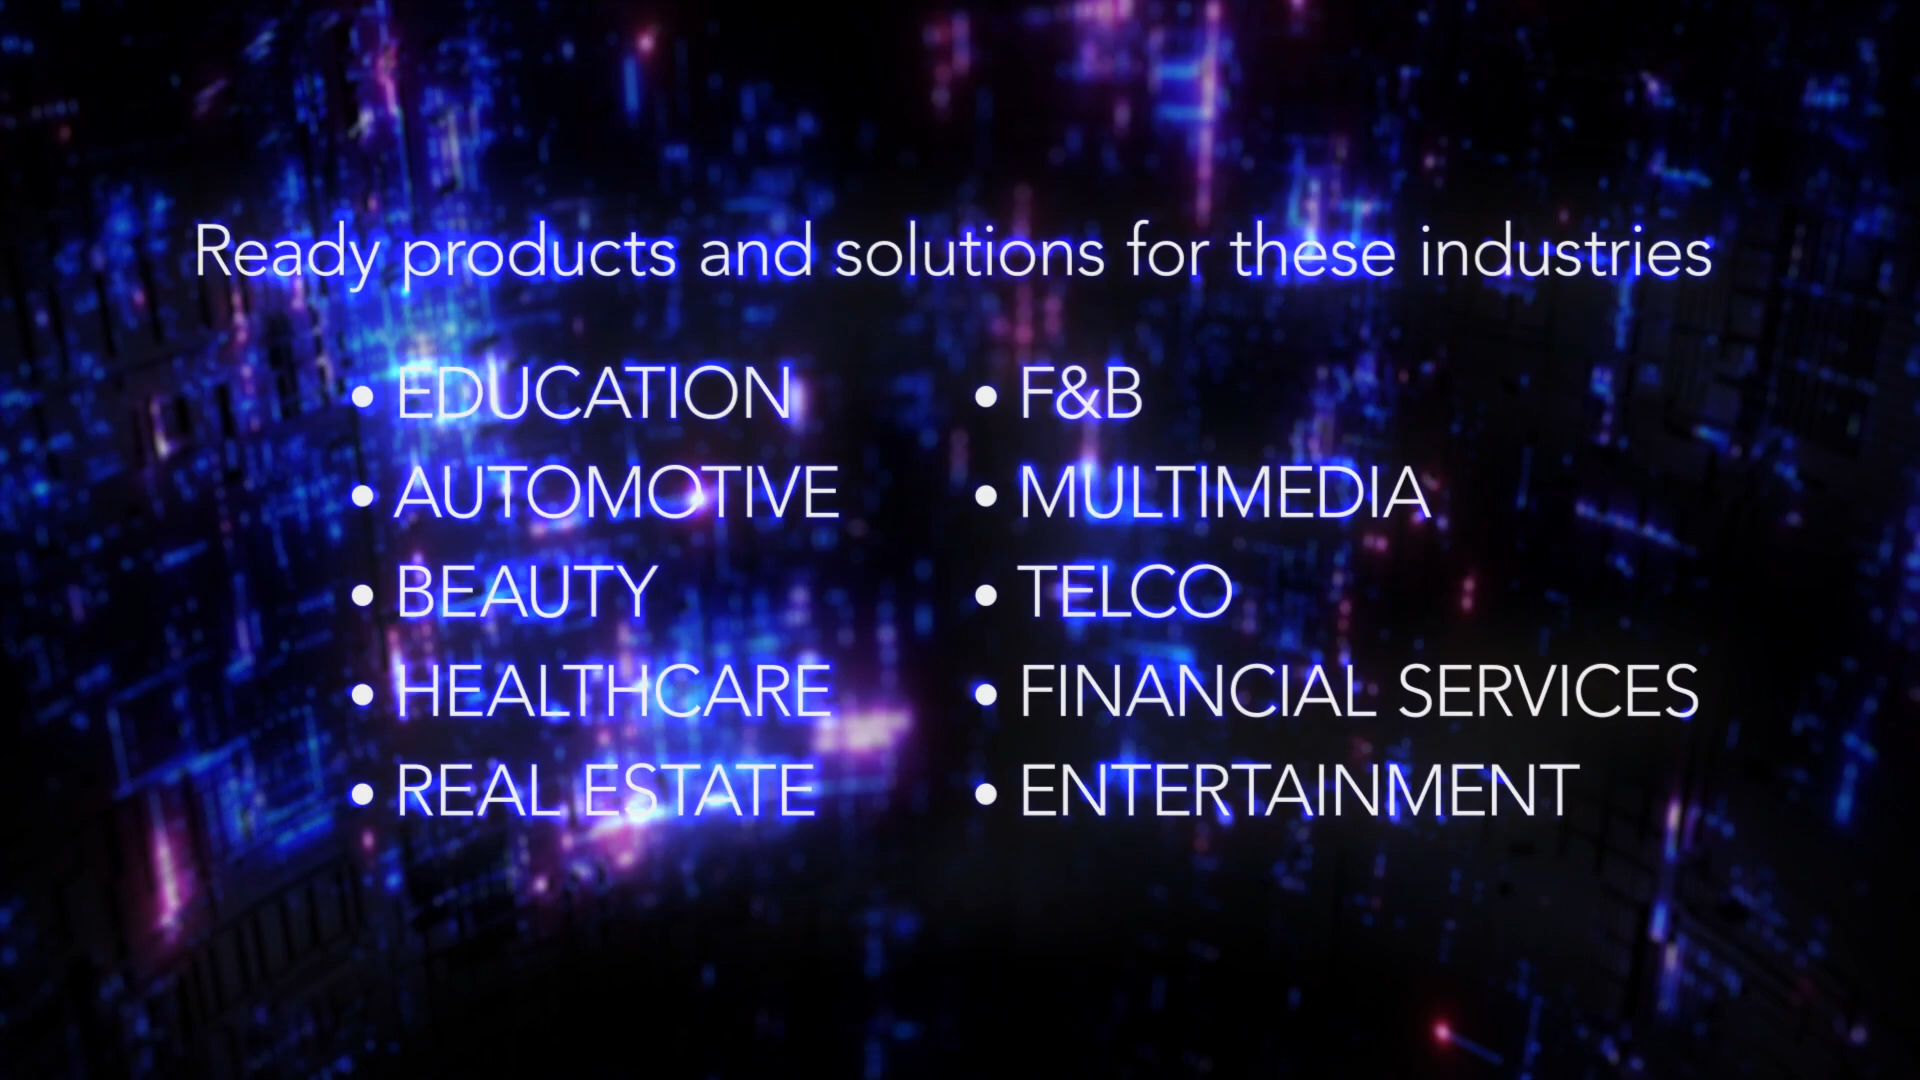 Ready products and solutions for these industries
• EDUCATION
• AUTOMOTIVE
• BEAUTY
• HEALTHCARE
• REAL ESTATE
• F&B
• MULTIMEDIA
• TELCO
• FINANCIAL SERVICES
• ENTERTAINMENT